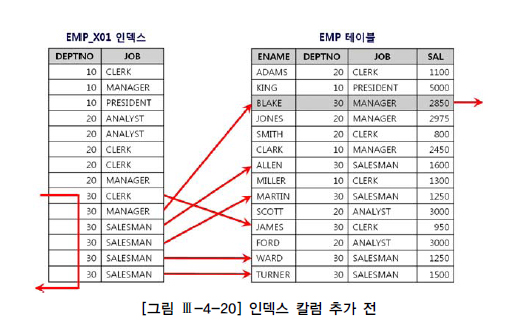 EMP_X01 인덱스 EMP 테이블
DEPTNO JOB ENAME DEPTNO JOB SAL
10 CLERK ADAMS 20 CLERK 1100
10 MANAGER KING 10 PRESIDENT 5000
10 PRESIDENT BLAKE 30 MANAGER 2850
20 ANALYST JONES 20 MANAGER 2975
20 ANALYST SMITH 20 CLERK 800
20 CLERK CLARK 10 MANAGER 2450
20 CLERK ALLEN 30 SALESMAN 1600
20 MANAGER MILLER 10 CLERK 1300
30 CLERK MARTIN 30 SALESMAN 1250
30 MANAGER SCOTT 20 ANALYST 3000
30 SALESMAN JAMES 30 CLERK 950
30 SALESMAN FORD 20 ANALYST 3000
30 SALESMAN WARD 30 SALESMAN 1250
30 SALESMAN TURNER 30 SALESMAN 1500
[그림 Ⅲ-4-20] 인덱스 칼럼 추가 전